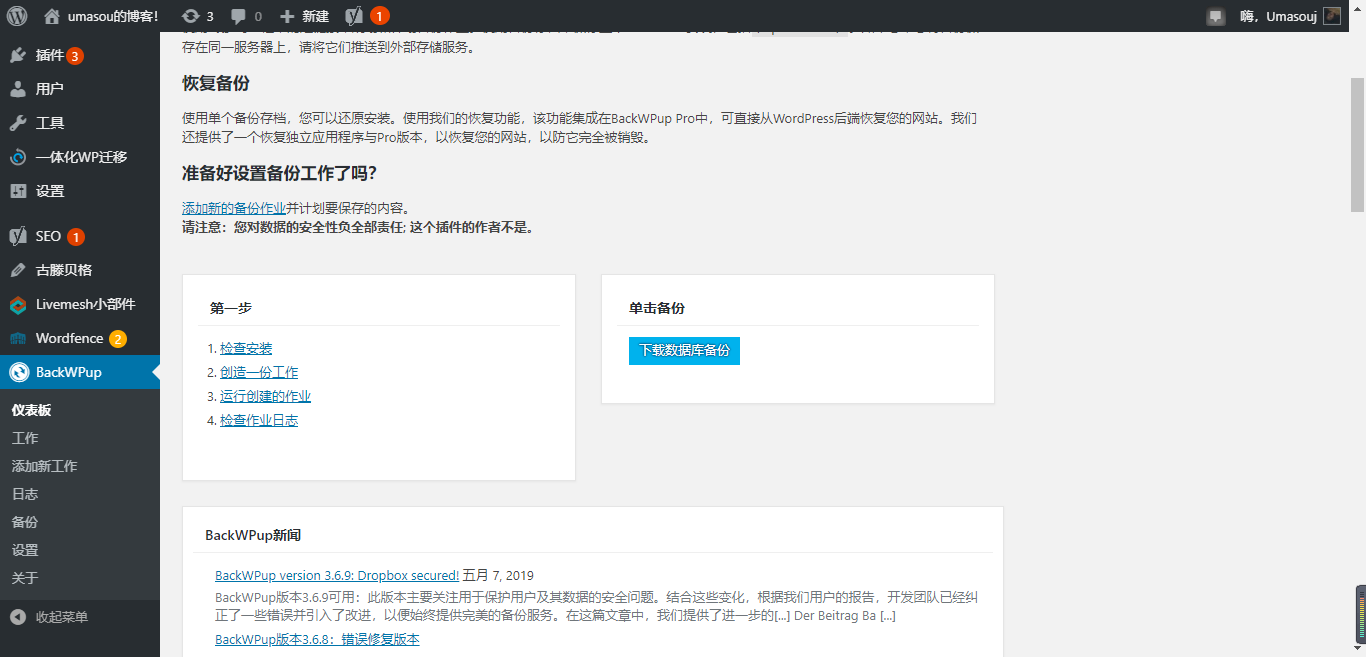 umasou的博客! 3 0 新建 1 嗨，Umasouj
插件 3
用户
工具
一体化WP迁移
设置
SEO 1
古滕贝格
Livemesh小部件
Wordfence 2
BackWPup
仪表板
工作
添加新工作
日志
备份
设置
关于
收起菜单
存在同一服务器上，请将它们推送到外部存储服务。
恢复备份
使用单个备份存档，您可以还原安装。使用我们的恢复功能，该功能集成在BackWPup Pro中，可直接从WordPress后端恢复您的网站。我们
还提供了一个恢复独立应用程序与Pro版本，以恢复您的网站，以防它完全被销毁。
准备好设置备份工作了吗？
添加新的备份作业并计划要保存的内容。
请注意：您对数据的安全性负全部责任; 这个插件的作者不是。
第一步
1. 检查安装
2. 创造一份工作
3. 运行创建的作业
4. 检查作业日志
单击备份
下载数据库备份
BackWPup新闻
BackWPup version 3.6.9: Dropbox secured! 五月 7, 2019
BackWPup版本3.6.9可用：此版本主要关注用于保护用户及其数据的安全问题。结合这些变化，根据我们用户的报告，开发团队已经纠
正了一些错误并引入了改进，以便始终提供完美的备份服务。在这篇文章中，我们提供了进一步的[...] Der Beitrag Ba [...]
BackWPup版本3.6.8：错误修复版本